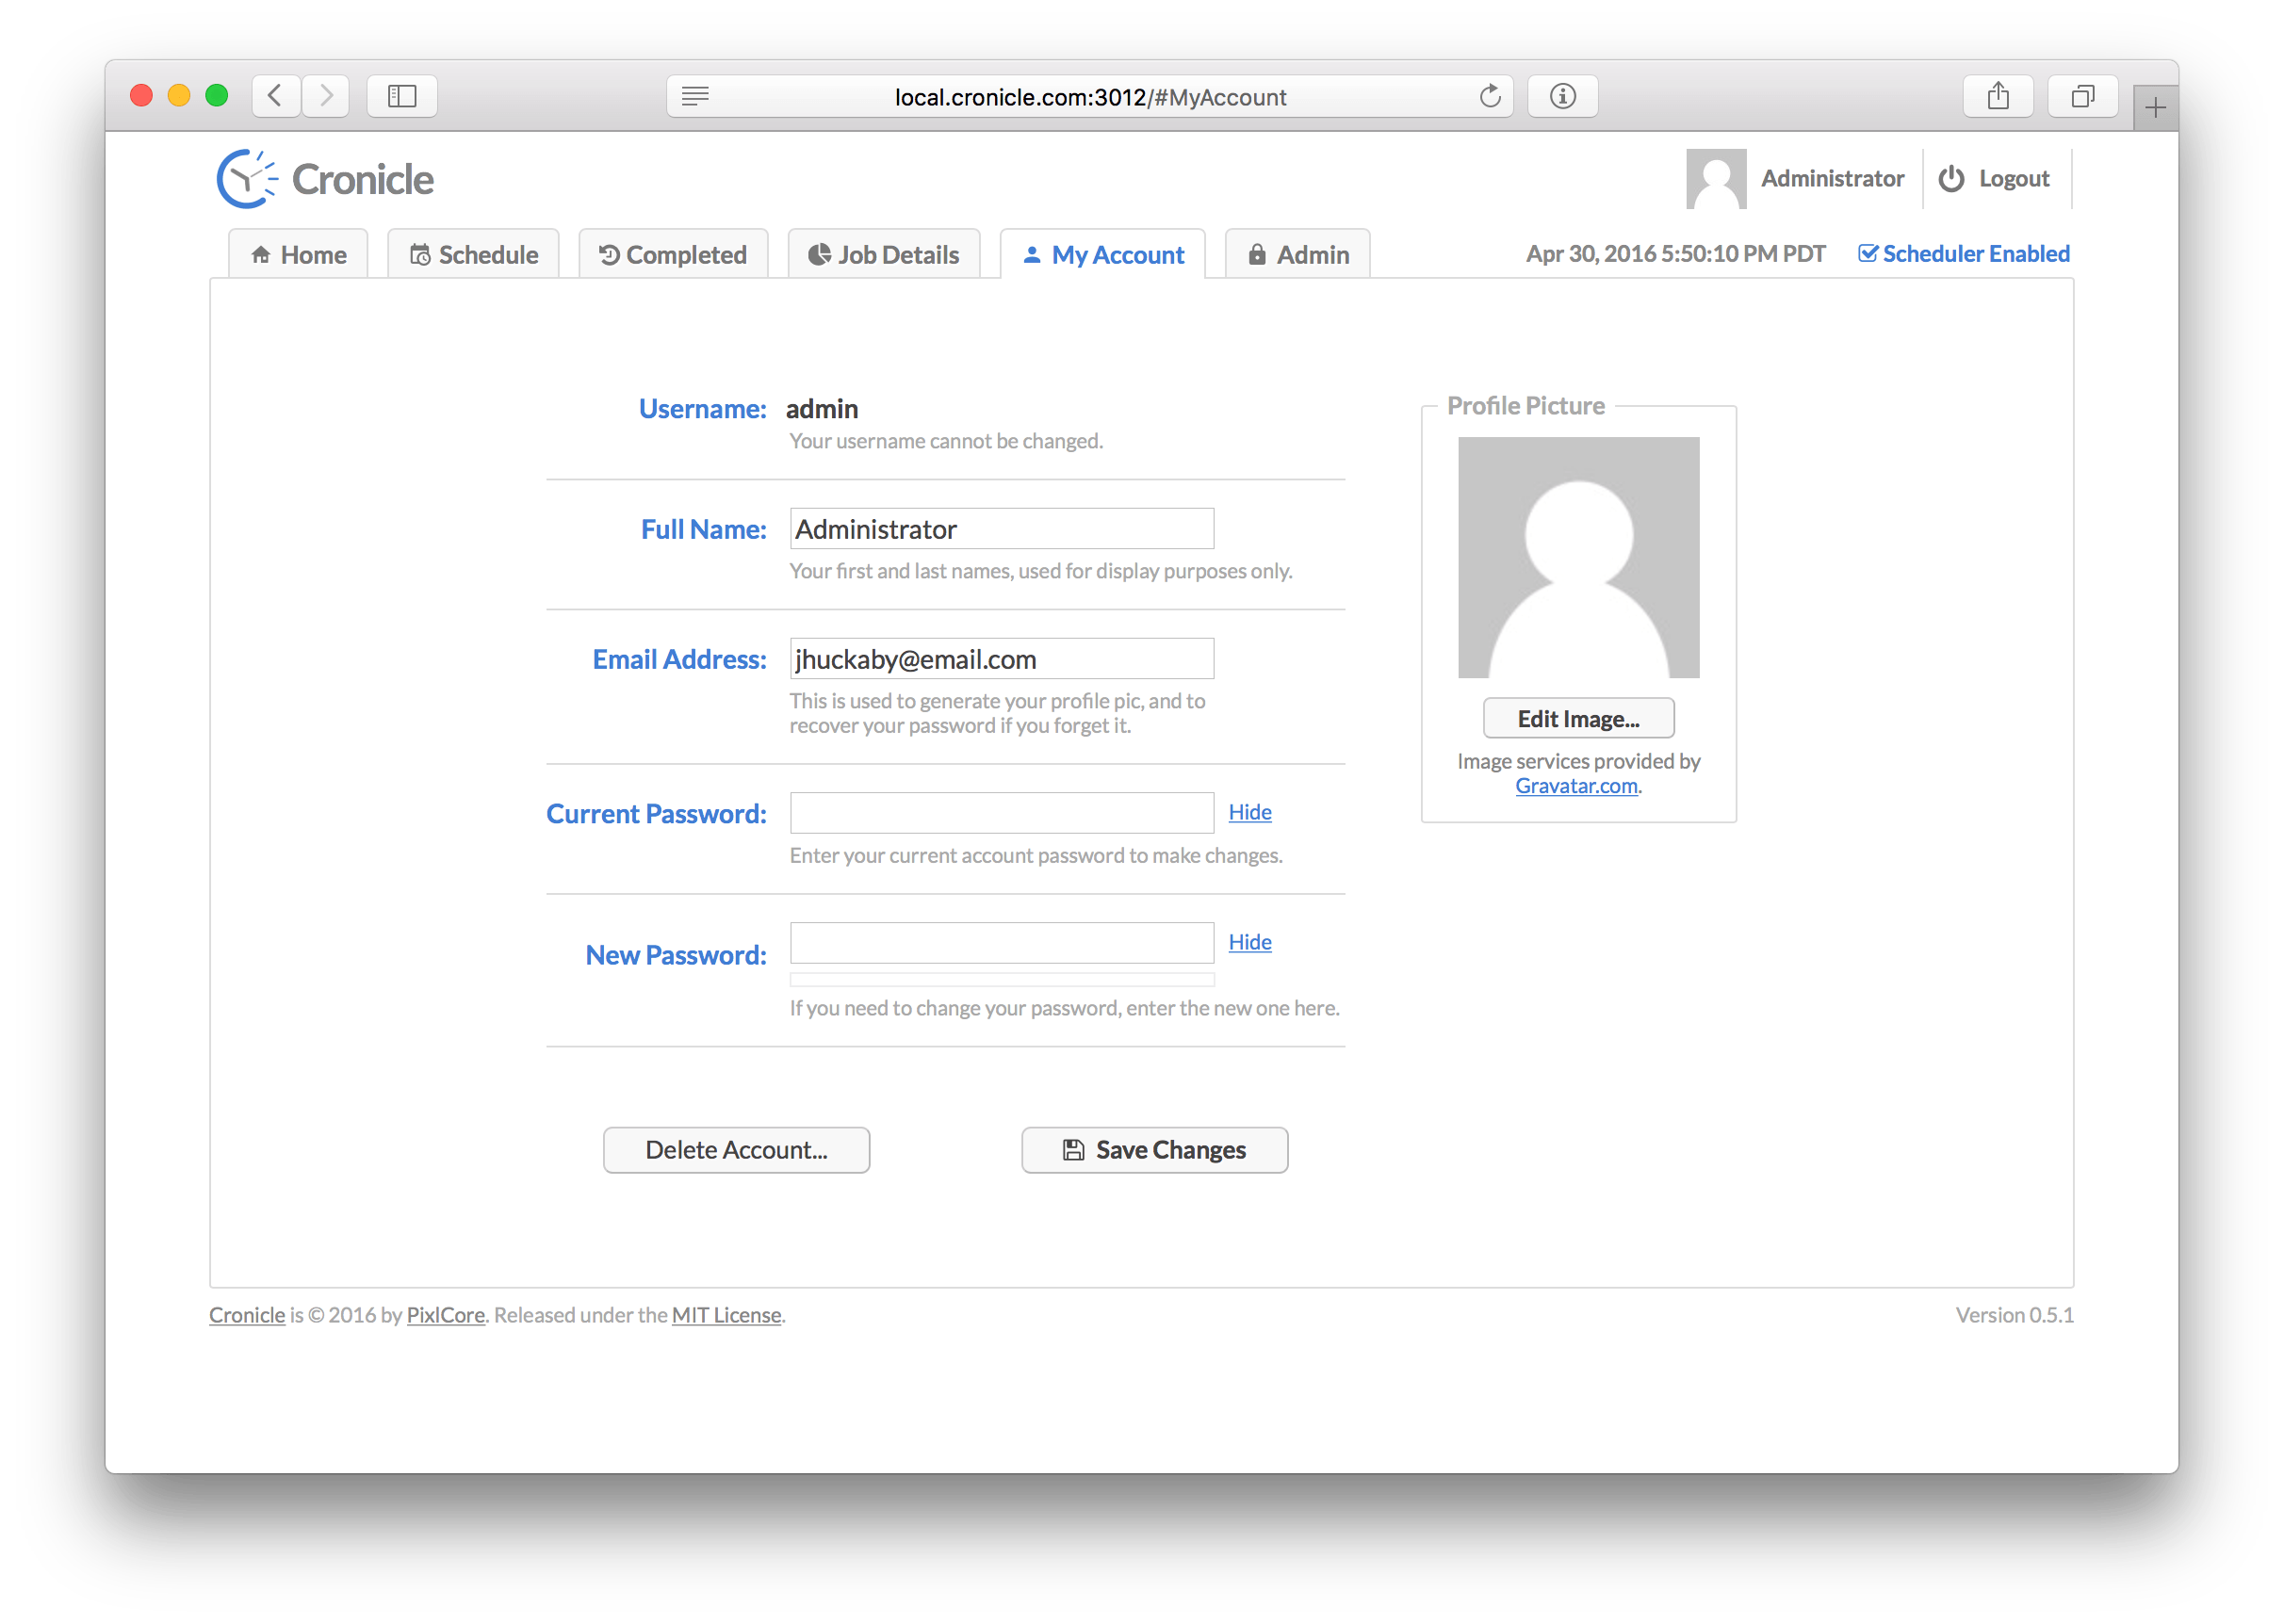 local.cronicle.com:3012/#MyAccount
Cronicle
Administrator
Logout
Home
Schedule
Completed
Job Details
My Account
Admin
Apr 30, 2016 5:50:10 PM PDT
Scheduler Enabled
Username: admin
Your username cannot be changed.
Full Name: Administrator
Your first and last names, used for display purposes only.
Email Address: jhuckaby@email.com
This is used to generate your profile pic, and to
recover your password if you forget it.
Current Password: Hide
Enter your current account password to make changes.
New Password: Hide
If you need to change your password, enter the new one here.
Delete Account...
Save Changes
Profile Picture
Edit Image...
Image services provided by
Gravatar.com.
Cronicle is © 2016 by PixlCore. Released under the MIT License.
Version 0.5.1